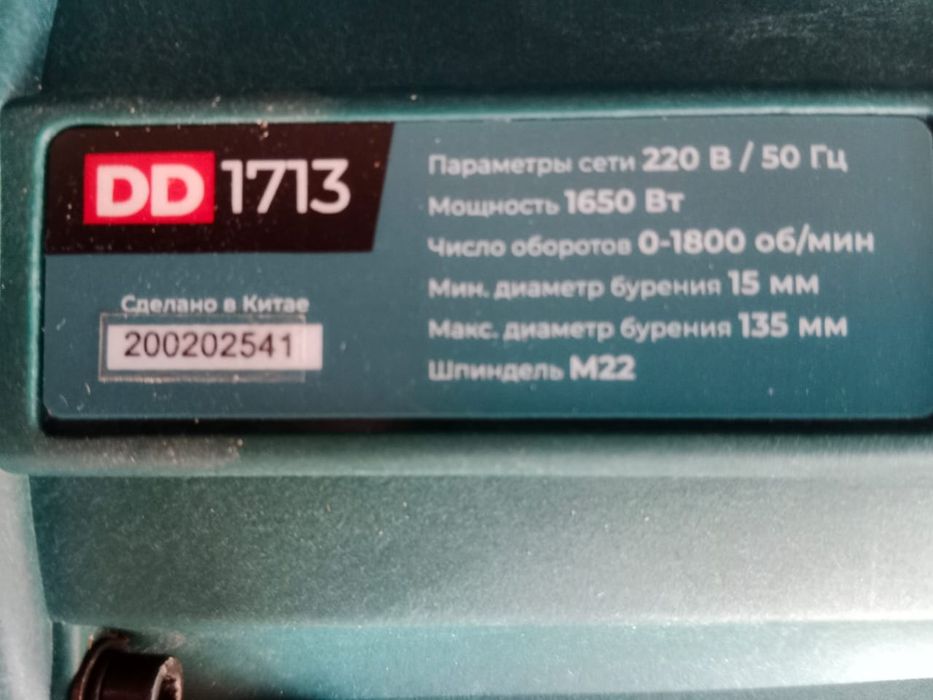 DD 1713
Сделано в Китае
200202541
Параметры сети 220 В / 50 Гц
Мощность 1650 Вт
Число оборотов 0-1800 об/мин
Мин. диаметр бурения 15 мм
Макс. диаметр бурения 135 мм
Шпиндель М22